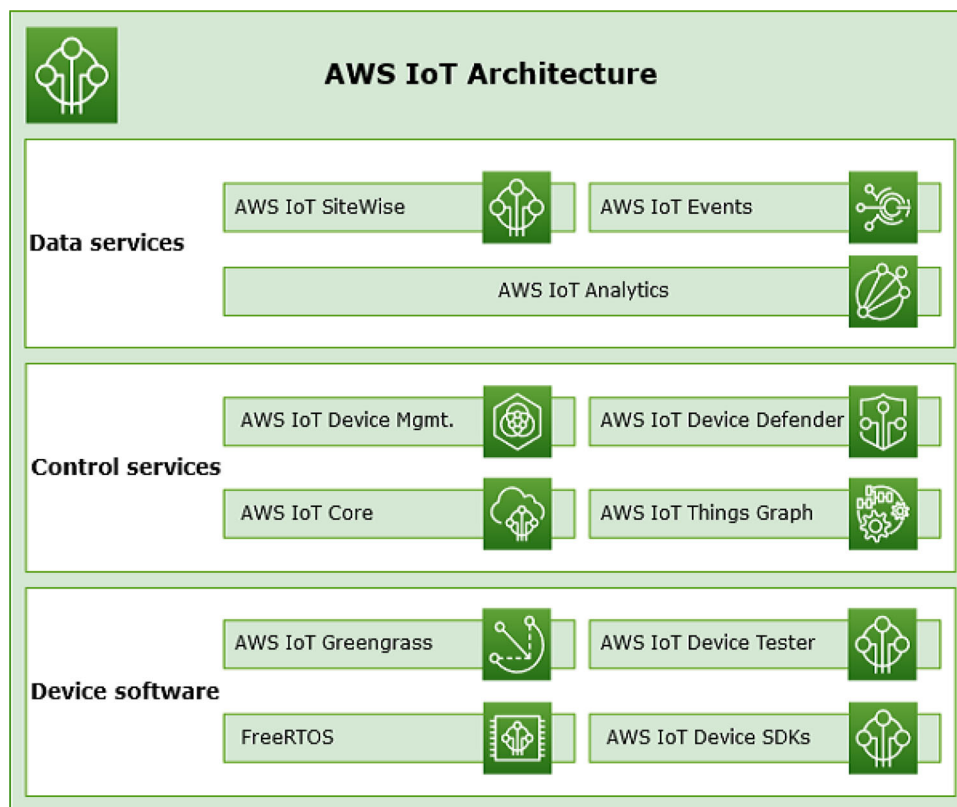 AWS IoT Architecture
Data services
AWS IoT SiteWise
AWS IoT Events
AWS IoT Analytics
Control services
AWS IoT Device Mgmt.
AWS IoT Device Defender
AWS IoT Core
AWS IoT Things Graph
Device software
AWS IoT Greengrass
AWS IoT Device Tester
FreeRTOS
AWS IoT Device SDKs